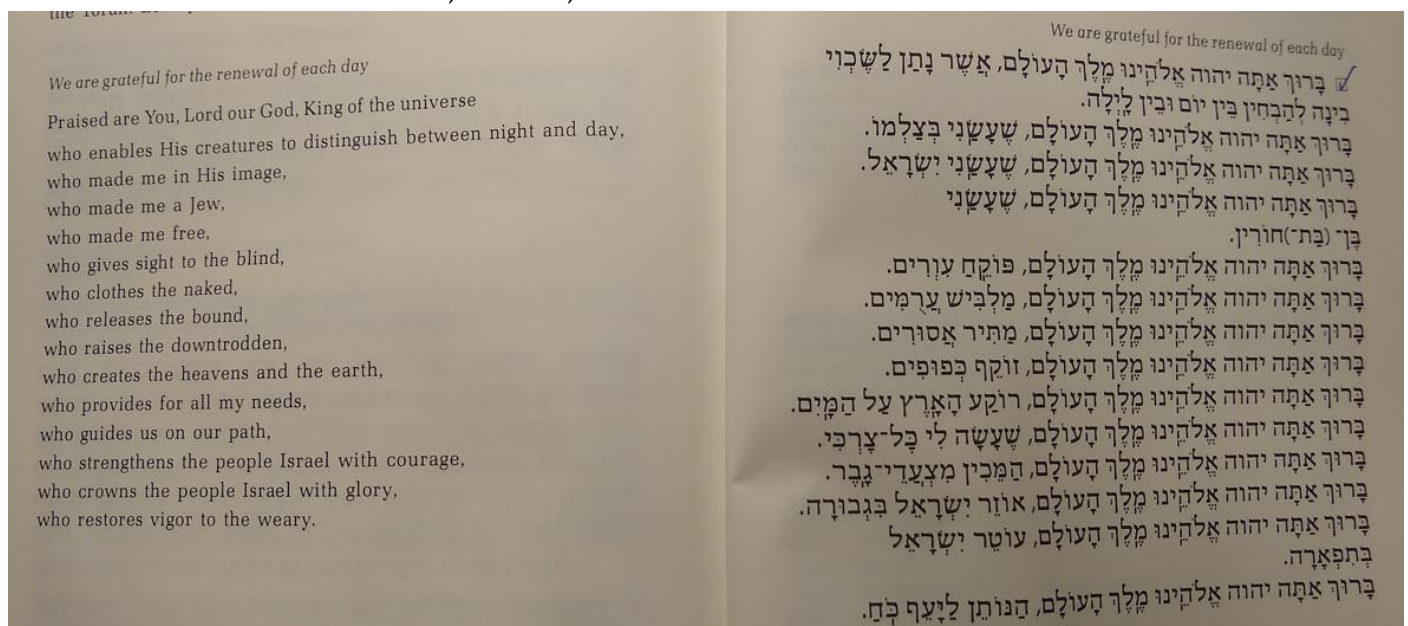 We are grateful for the renewal of each day
Praised are You, Lord our God, King of the universe
who enables His creatures to distinguish between night and day,
who made me in His image,
who made me a Jew,
who made me free,
who gives sight to the blind,
who clothes the naked,
who releases the bound,
who raises the downtrodden,
who creates the heavens and the earth,
who provides for all my needs,
who guides us on our path,
who strengthens the people Israel with courage,
who crowns the people Israel with glory,
who restores vigor to the weary.
We are grateful for the renewal of each day
בָּרוּךְ אַתָּה יהוה אֱלֹהֵֽינוּ מֶֽלֶךְ הָעוֹלָם, אֲשֶׁר נָתַן לַשֶּׂכְוִי
בִינָה לְהַבְחִין בֵּין יוֹם וּבֵין לָֽיְלָה.
בָּרוּךְ אַתָּה יהוה אֱלֹהֵֽינוּ מֶֽלֶךְ הָעוֹלָם, שֶׁעָשַֽׂנִי בְּצַלְמוֹ.
בָּרוּךְ אַתָּה יהוה אֱלֹהֵֽינוּ מֶֽלֶךְ הָעוֹלָם, שֶׁעָשַֽׂנִי יִשְׂרָאֵל.
בָּרוּךְ אַתָּה יהוה אֱלֹהֵֽינוּ מֶֽלֶךְ הָעוֹלָם, שֶׁעָשַֽׂנִי
בֶּן־ (בַּת־)חוֹרִין.
בָּרוּךְ אַתָּה יהוה אֱלֹהֵֽינוּ מֶֽלֶךְ הָעוֹלָם, פּוֹקֵֽחַ עִוְרִים.
בָּרוּךְ אַתָּה יהוה אֱלֹהֵֽינוּ מֶֽלֶךְ הָעוֹלָם, מַלְבִּישׁ עֲרֻמִּים.
בָּרוּךְ אַתָּה יהוה אֱלֹהֵֽינוּ מֶֽלֶךְ הָעוֹלָם, מַתִּיר אֲסוּרִים.
בָּרוּךְ אַתָּה יהוה אֱלֹהֵֽינוּ מֶֽלֶךְ הָעוֹלָם, זוֹקֵף כְּפוּפִים.
בָּרוּךְ אַתָּה יהוה אֱלֹהֵֽינוּ מֶֽלֶךְ הָעוֹלָם, רוֹקַע הָאָֽרֶץ עַל הַמָּֽיִם.
בָּרוּךְ אַתָּה יהוה אֱלֹהֵֽינוּ מֶֽלֶךְ הָעוֹלָם, שֶׁעָשָׂה לִי כָּל־צָרְכִּי.
בָּרוּךְ אַתָּה יהוה אֱלֹהֵֽינוּ מֶֽלֶךְ הָעוֹלָם, הַמֵּכִין מִצְעֲדֵי־גָֽבֶר.
בָּרוּךְ אַתָּה יהוה אֱלֹהֵֽינוּ מֶֽלֶךְ הָעוֹלָם, אוֹזֵר יִשְׂרָאֵל בִּגְבוּרָה.
בָּרוּךְ אַתָּה יהוה אֱלֹהֵֽינוּ מֶֽלֶךְ הָעוֹלָם, עוֹטֵר יִשְׂרָאֵל
בְּתִפְאָרָה.
בָּרוּךְ אַתָּה יהוה אֱלֹהֵֽינוּ מֶֽלֶךְ הָעוֹלָם, הַנּוֹתֵן לַיָּעֵף כֹּֽחַ.